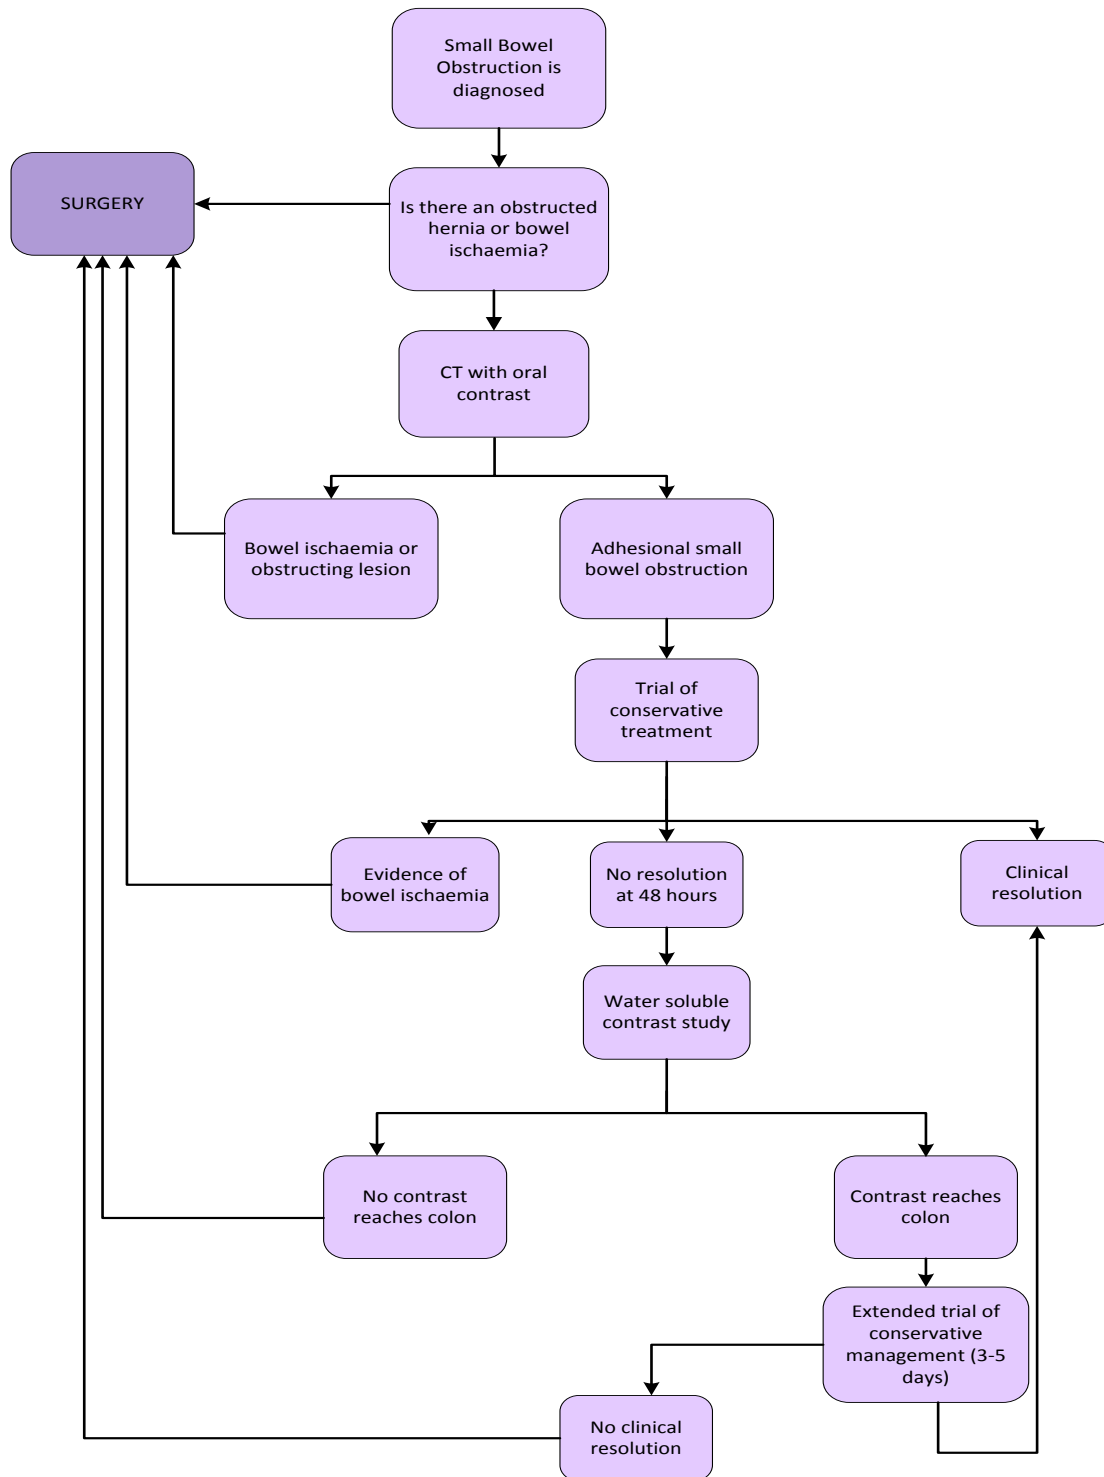 Small Bowel
Obstruction is
diagnosed
SURGERY
Is there an obstructed
hernia or bowel
ischaemia?
CT with oral
contrast
Bowel ischaemia or
obstructing lesion
Adhesional small
bowel obstruction
Trial of
conservative
treatment
Evidence of
bowel ischaemia
No resolution
at 48 hours
Clinical
resolution
Water soluble
contrast study
No contrast
reaches colon
Contrast reaches
colon
Extended trial of
conservative
management (3-5
days)
No clinical
resolution